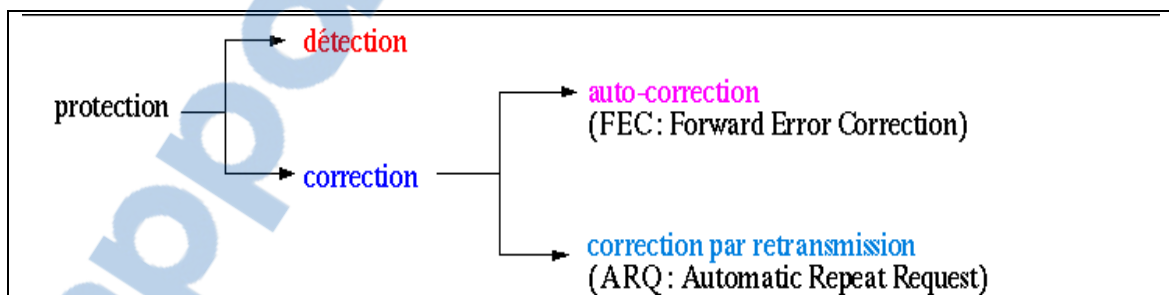 détection
protection
auto-correction
(FEC : Forward Error Correction)
correction
correction par retransmission
(ARQ : Automatic Repeat Request)